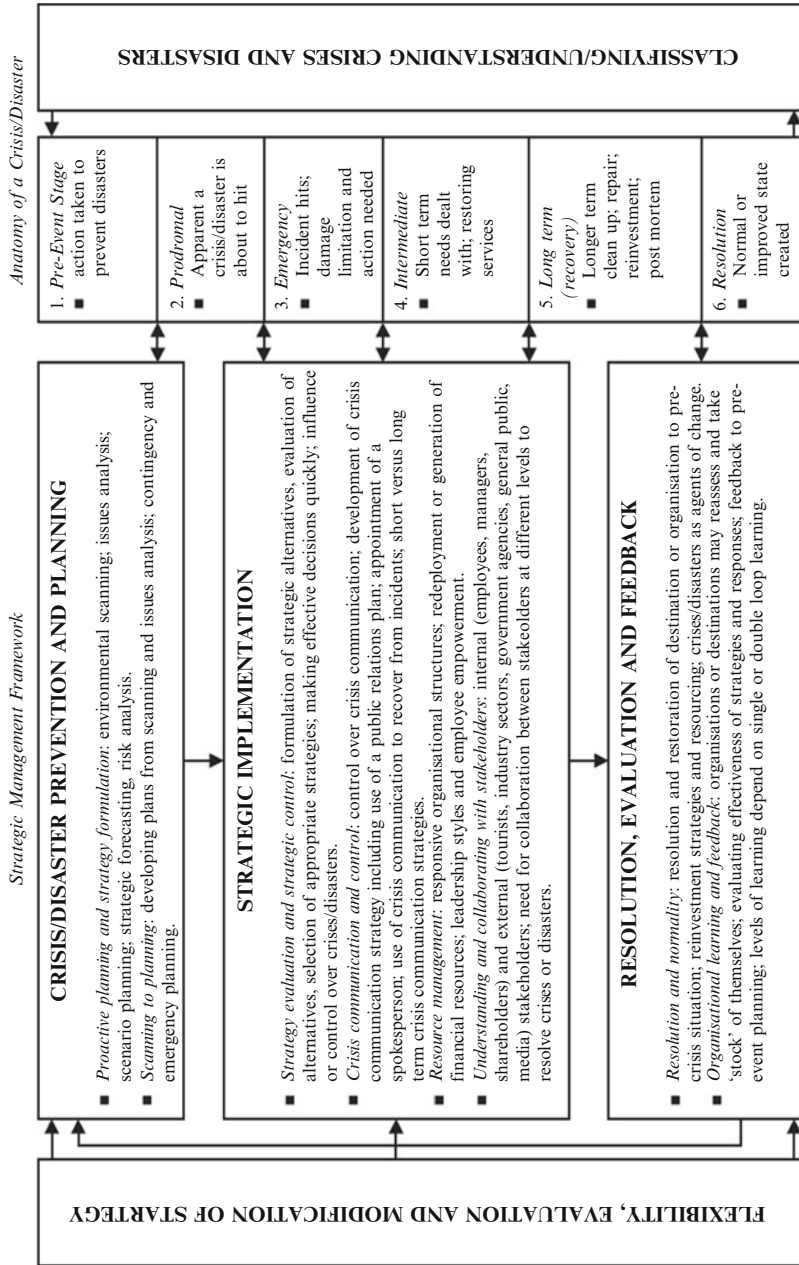 Strategic Management Framework
Anatomy of a Crisis/Disaster
FLEXIBILITY, EVALUATION AND MODIFICATION OF STARTEGY
CRISIS/DISASTER PREVENTION AND PLANNING
■ Proactive planning and strategy formulation: environmental scanning; issues analysis;
scenario planning; strategic forecasting, risk analysis.
■ Scanning to planning: developing plans from scanning and issues analysis; contingency and
emergency planning.
STRATEGIC IMPLEMENTATION
■ Strategy evaluation and strategic control: formulation of strategic alternatives, evaluation of
alternatives, selection of appropriate strategies; making effective decisions quickly; influence
or control over crises/disasters.
■ Crisis communication and control: control over crisis communication; development of crisis
communication strategy including use of a public relations plan; appointment of a
spokesperson; use of crisis communication to recover from incidents; short versus long
term crisis communication strategies.
■ Resource management: responsive organisational structures; redeployment or generation of
financial resources; leadership styles and employee empowerment.
■ Understanding and collaborating with stakeholders: internal (employees, managers,
shareholders) and external (tourists, industry sectors, government agencies, general public,
media) stakeholders; need for collaboration between stakeolders at different levels to
resolve crises or disasters.
RESOLUTION, EVALUATION AND FEEDBACK
■ Resolution and normality: resolution and restoration of destination or organisation to pre-
crisis situation; reinvestment strategies and resourcing; crises/disasters as agents of change.
■ Organisational learning and feedback: organisations or destinations may reassess and take
‘stock’ of themselves; evaluating effectiveness of strategies and responses; feedback to pre-
event planning; levels of learning depend on single or double loop learning.
1. Pre-Event Stage
■ action taken to
prevent disasters
2. Prodromal
■ Apparent a
crisis/disaster is
about to hit
3. Emergency
■ Incident hits;
damage
limitation and
action needed
4. Intermediate
■ Short term
needs dealt
with; restoring
services
5. Long term
(recovery)
■ Longer term
clean up; repair;
reinvestment;
post mortem
6. Resolution
■ Normal or
improved state
created
CLASSIFYING/UNDERSTANDING CRISES AND DISASTERS